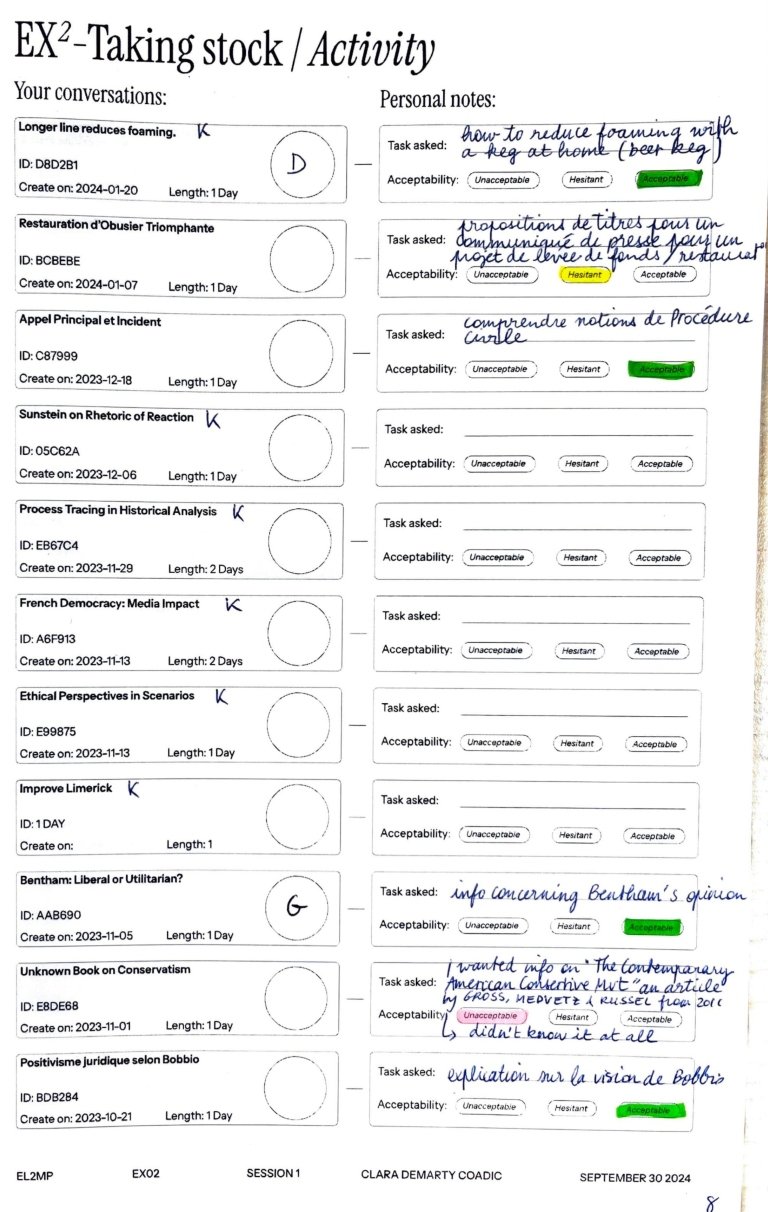 EX²-Taking stock / Activity
Your conversations:
Personal notes:
Longer line reduces foaming. K
ID: D8D2B1
Create on: 2024-01-20 Length: 1 Day
D
Task asked: how to reduce foaming with
a keg at home (beer keg)
Acceptability: Unacceptable Hesitant Acceptable
Restauration d'Obusier Triomphante
ID: BCBEBE
Create on: 2024-01-07 Length: 1 Day
propositions de titres pour un
Task asked: communiqué de presse pour un
projet de levée de fonds / restaurat°
Acceptability: Unacceptable Hesitant Acceptable
Appel Principal et Incident
ID: C87999
Create on: 2023-12-18 Length: 1 Day
comprendre notions de Procédure
Task asked: civile
Acceptability: Unacceptable Hesitant Acceptable
Sunstein on Rhetoric of Reaction K
ID: 05C62A
Create on: 2023-12-06 Length: 1 Day
Task asked:
Acceptability: Unacceptable Hesitant Acceptable
Process Tracing in Historical Analysis K
ID: EB67C4
Create on: 2023-11-29 Length: 2 Days
Task asked:
Acceptability: Unacceptable Hesitant Acceptable
French Democracy: Media Impact K
ID: A6F913
Create on: 2023-11-13 Length: 2 Days
Task asked:
Acceptability: Unacceptable Hesitant Acceptable
Ethical Perspectives in Scenarios K
ID: E99875
Create on: 2023-11-13 Length: 1 Day
Task asked:
Acceptability: Unacceptable Hesitant Acceptable
Improve Limerick K
ID: 1 DAY
Create on: Length: 1
Task asked:
Acceptability: Unacceptable Hesitant Acceptable
Bentham: Liberal or Utilitarian?
ID: AAB690
Create on: 2023-11-05 Length: 1 Day
G
Task asked: info concerning Bentham's opinion
Acceptability: Unacceptable Hesitant Acceptable
Unknown Book on Conservatism
ID: E8DE68
Create on: 2023-11-01 Length: 1 Day
I wanted info on "The Contemporary
Task asked: American Consertive Mvt" an article
by GROSS, MEDVETZ & RUSSEL from 2011
Acceptability: Unacceptable Hesitant Acceptable
↳ didn't know it at all
Positivisme juridique selon Bobbio
ID: BDB284
Create on: 2023-10-21 Length: 1 Day
Task asked: explication sur la vision de Bobbio
Acceptability: Unacceptable Hesitant Acceptable
EL2MP EX02 SESSION 1 CLARA DEMARTY COADIC SEPTEMBER 30 2024
8